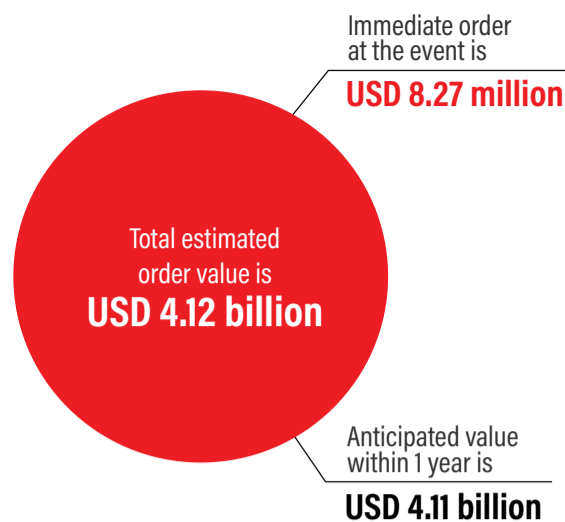 Immediate order
at the event is
USD 8.27 million
Total estimated
order value is
USD 4.12 billion
Anticipated value
within 1 year is
USD 4.11 billion